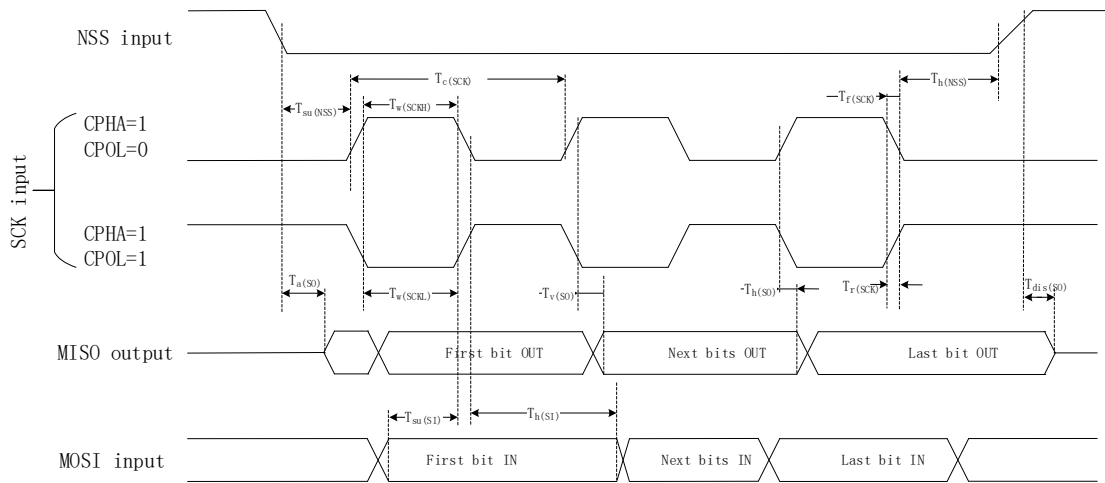 NSS input
Tc(SCK)
Th(NSS)
Tsu(NSS)
Tw(SCKH)
Tf(SCK)
SCK input
CPHA=1
CPOL=0
CPHA=1
CPOL=1
Ta(SO)
Tw(SCKL)
Tv(SO)
Th(SO)
Tr(SCK)
Tdis(SO)
MISO output
First bit OUT
Next bits OUT
Last bit OUT
Tsu(SI)
Th(SI)
MOSI input
First bit IN
Next bits IN
Last bit IN